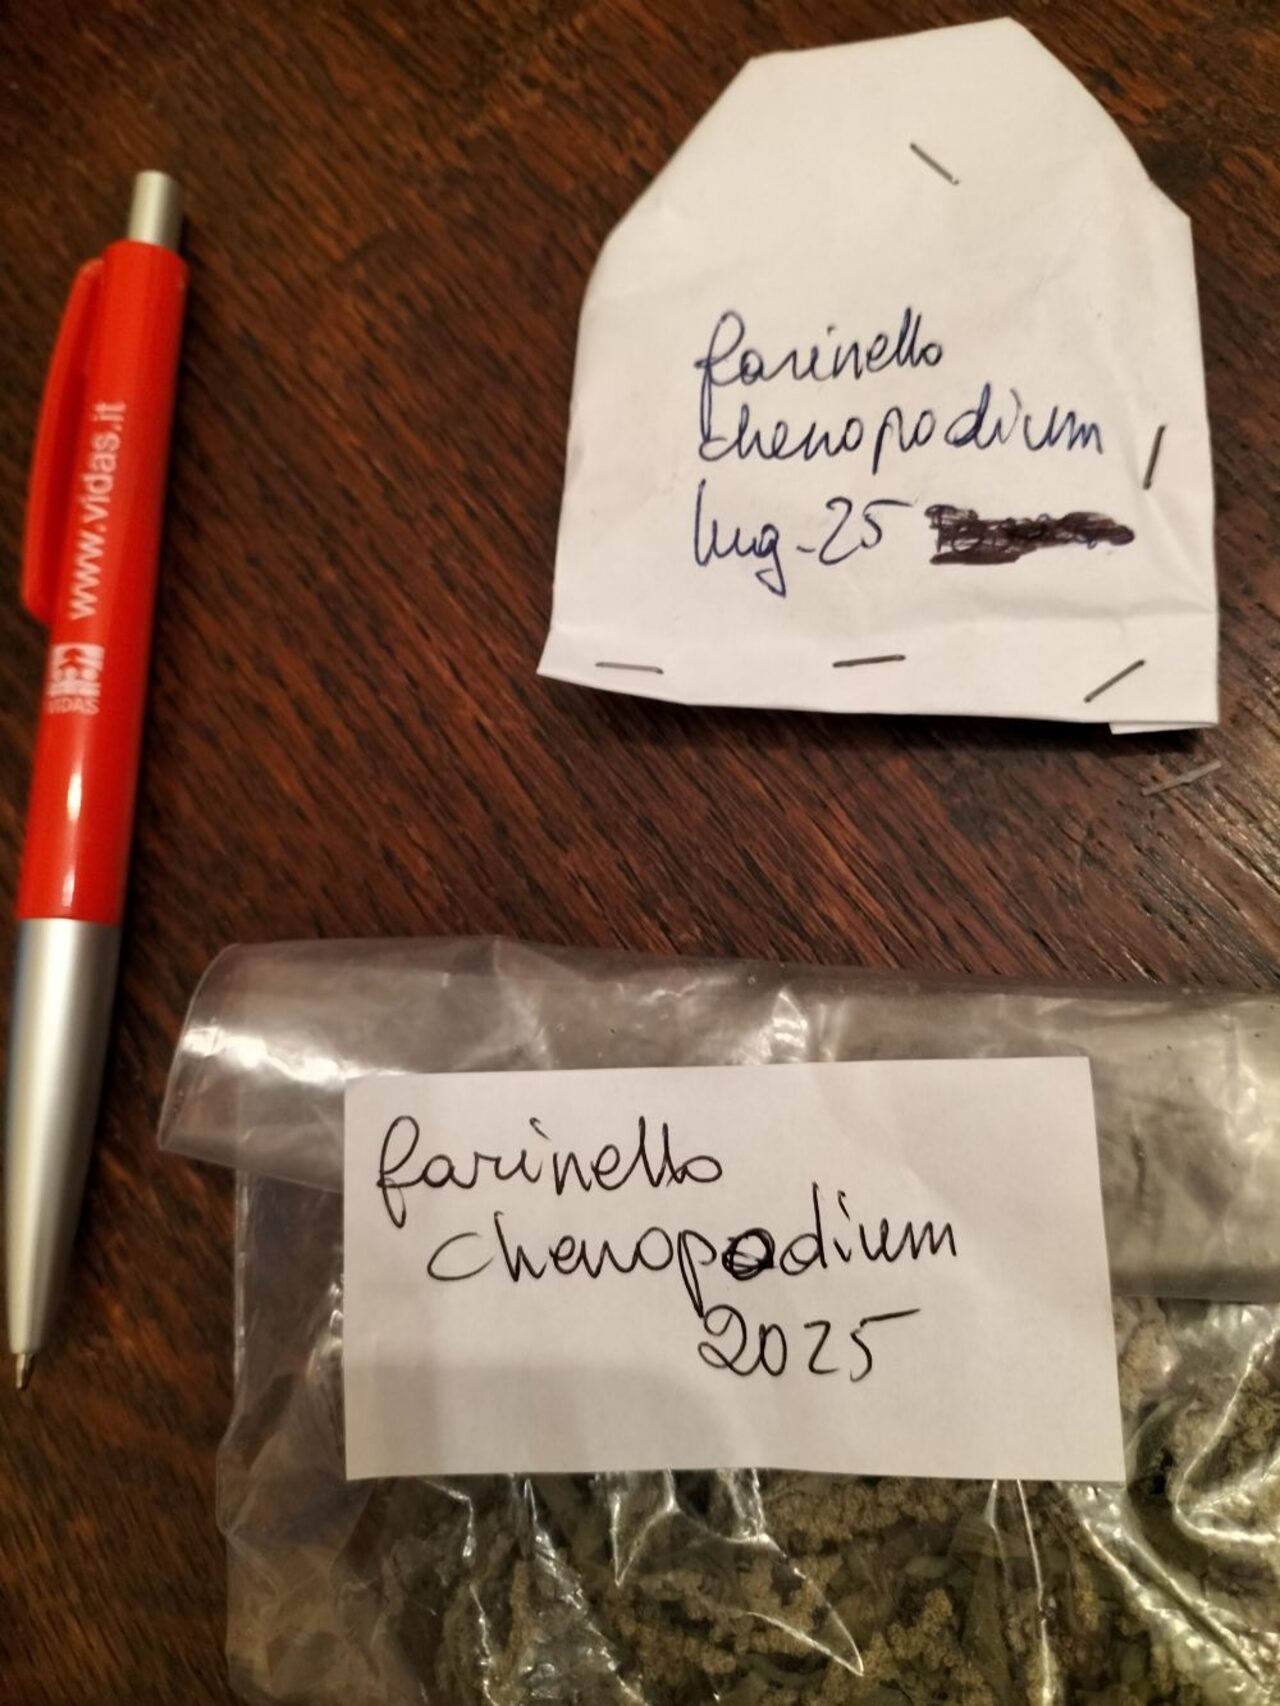 farinello
chenopodium
lug-25
www.vidas.it
VIDAS
farinello
chenopodium
2025